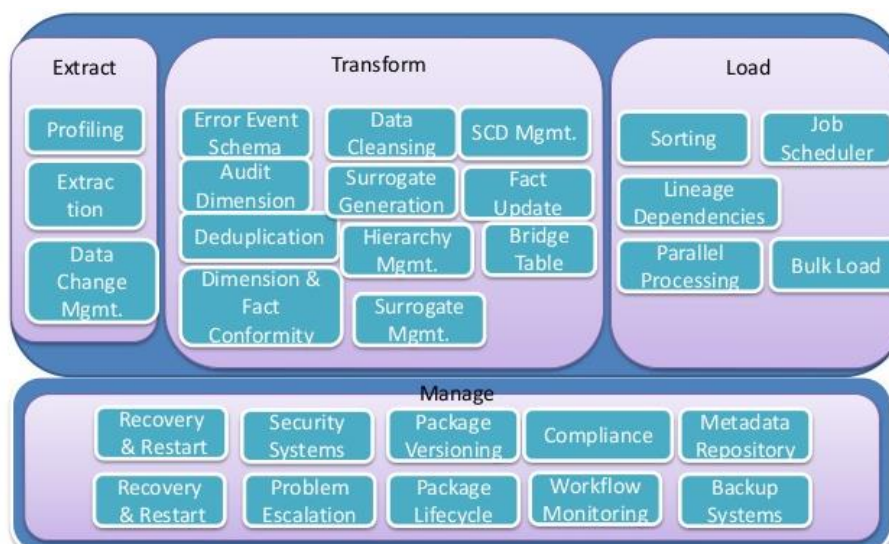 Extract
Profiling
Extrac
tion
Data
Change
Mgmt.
Transform
Error Event
Schema
Data
Cleansing
SCD Mgmt.
Audit
Dimension
Surrogate
Generation
Fact
Update
Deduplication
Hierarchy
Mgmt.
Bridge
Table
Dimension &
Fact
Conformity
Surrogate
Mgmt.
Load
Sorting
Job
Scheduler
Lineage
Dependencies
Parallel
Processing
Bulk Load
Manage
Recovery
& Restart
Security
Systems
Package
Versioning
Compliance
Metadata
Repository
Recovery
& Restart
Problem
Escalation
Package
Lifecycle
Workflow
Monitoring
Backup
Systems